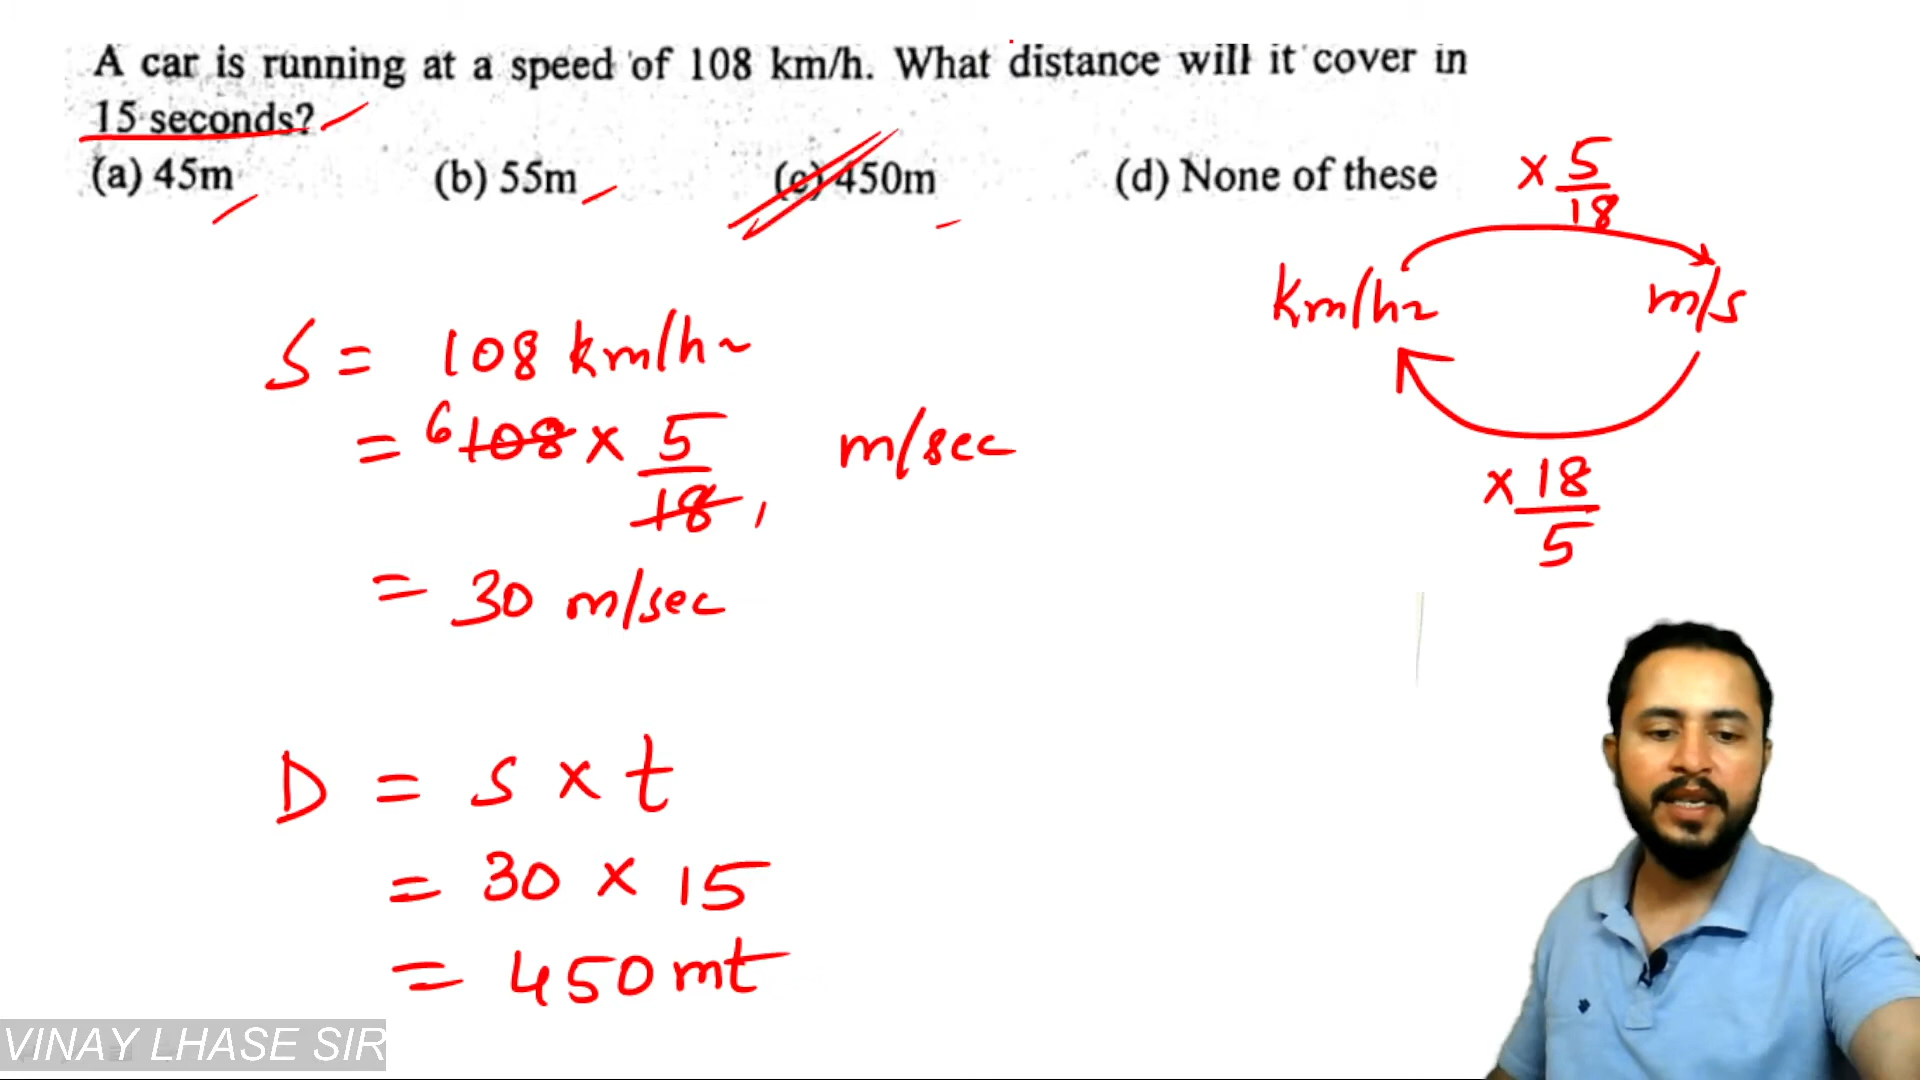 A car is running at a speed of 108 km/h. What distance will it cover in
15 seconds?
(a) 45m (b) 55m (c) 450m (d) None of these
× 5/18
km/hr m/s
× 18/5
S = 108 km/hr
= 6 108 × 5/18 1 m/sec
= 30 m/sec
D = s × t
= 30 × 15
= 450 mt
VINAY LHASE SIR